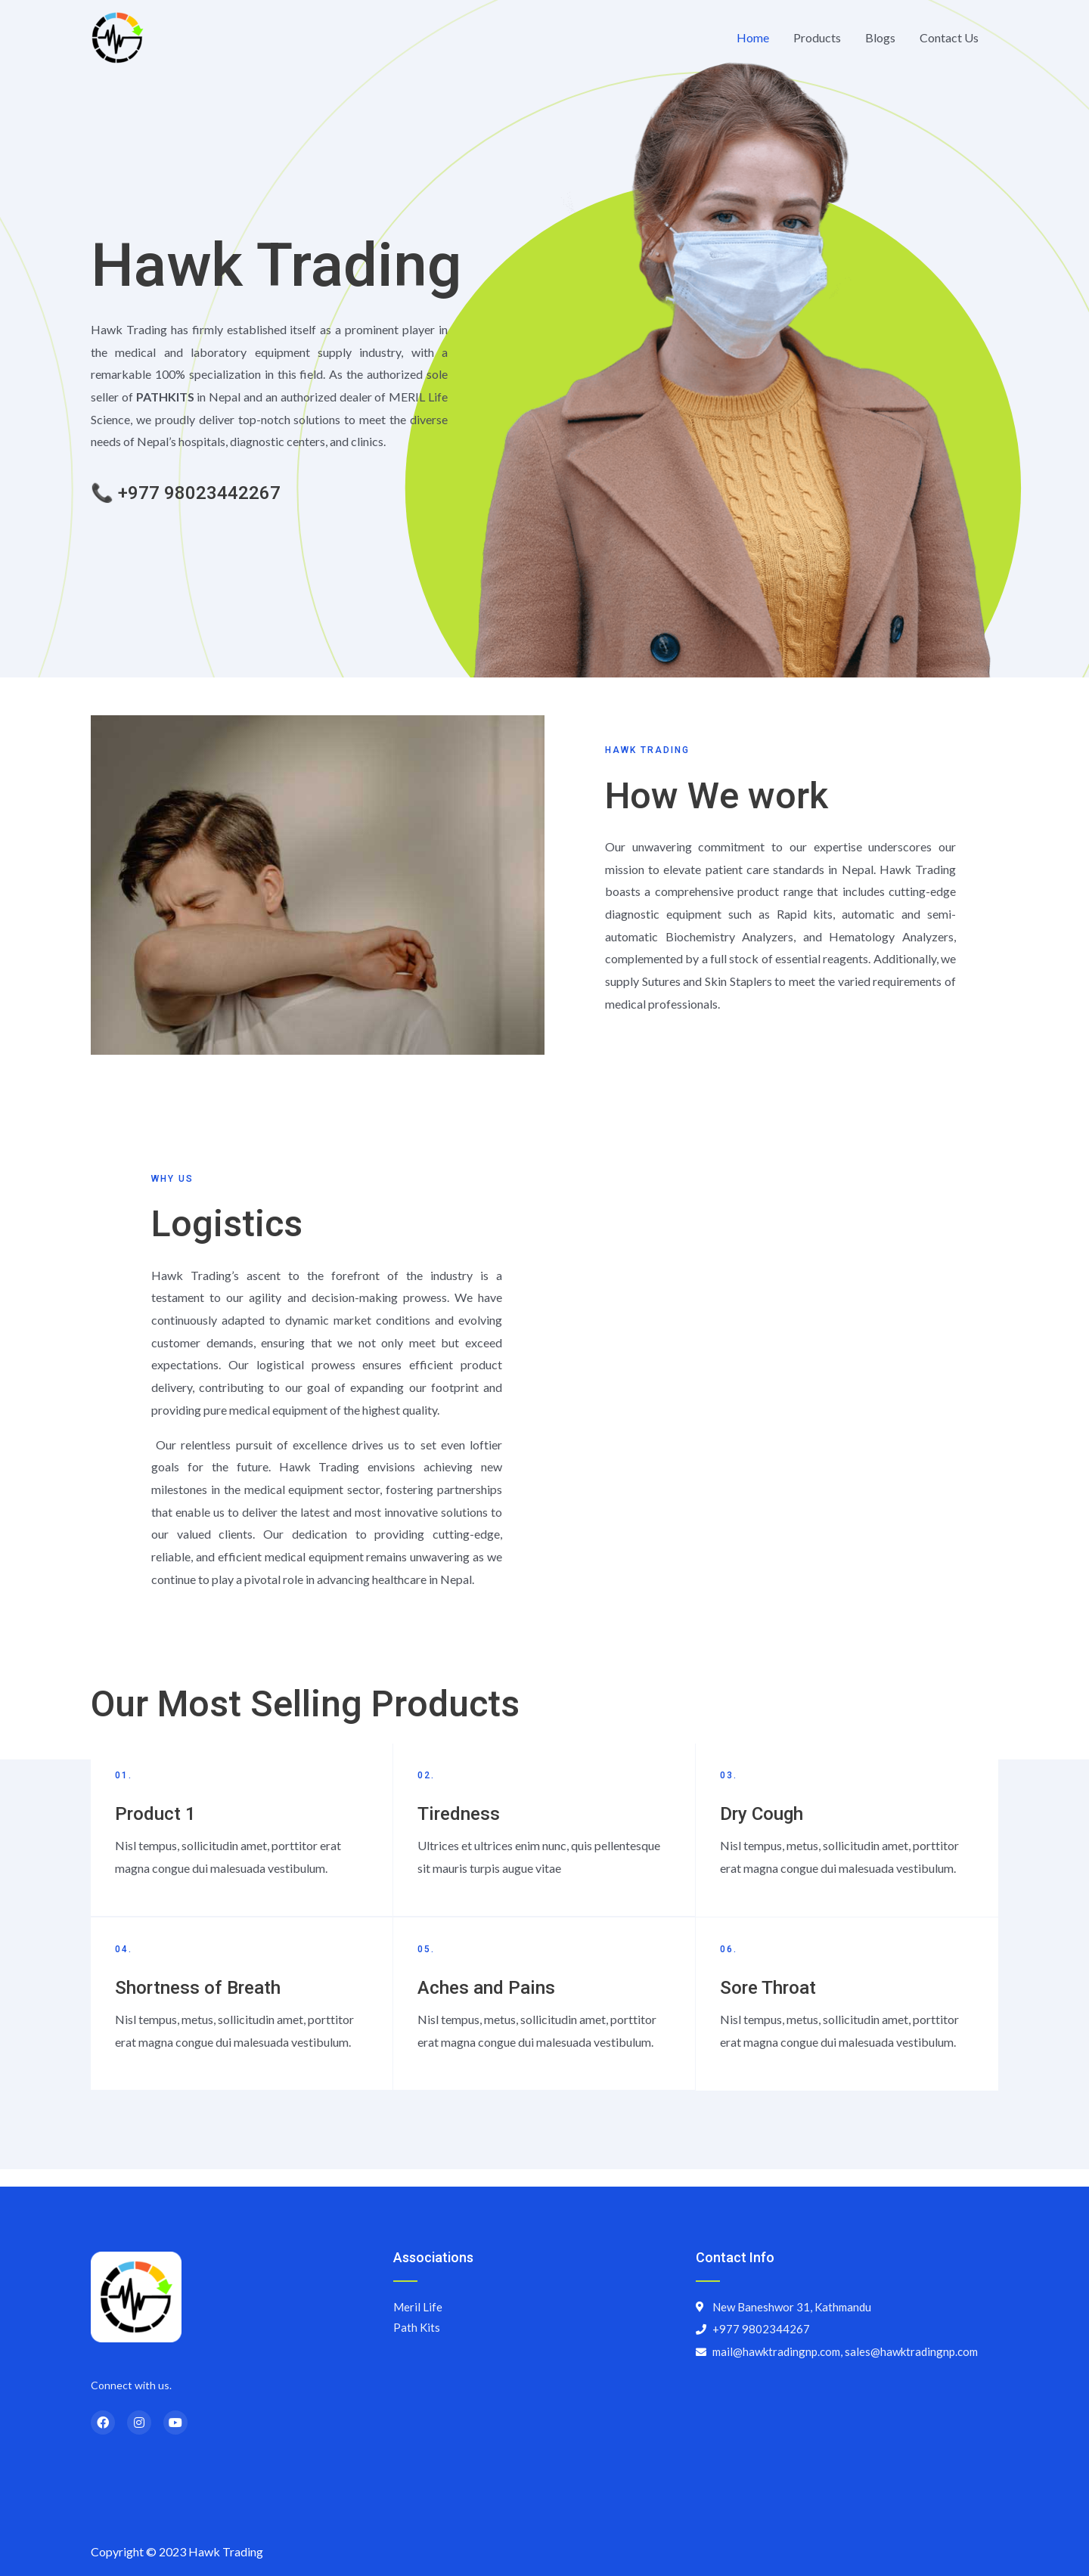 Home
Products
Blogs
Contact Us
Hawk Trading
Hawk Trading has firmly established itself as a prominent player in
the medical and laboratory equipment supply industry, with a
remarkable 100% specialization in this field. As the authorized sole
seller of PATHKITS in Nepal and an authorized dealer of MERIL Life
Science, we proudly deliver top-notch solutions to meet the diverse
needs of Nepal’s hospitals, diagnostic centers, and clinics.
📞 +977 98023442267
HAWK TRADING
How We work
Our unwavering commitment to our expertise underscores our
mission to elevate patient care standards in Nepal. Hawk Trading
boasts a comprehensive product range that includes cutting-edge
diagnostic equipment such as Rapid kits, automatic and semi-
automatic Biochemistry Analyzers, and Hematology Analyzers,
complemented by a full stock of essential reagents. Additionally, we
supply Sutures and Skin Staplers to meet the varied requirements of
medical professionals.
WHY US
Logistics
Hawk Trading’s ascent to the forefront of the industry is a
testament to our agility and decision-making prowess. We have
continuously adapted to dynamic market conditions and evolving
customer demands, ensuring that we not only meet but exceed
expectations. Our logistical prowess ensures efficient product
delivery, contributing to our goal of expanding our footprint and
providing pure medical equipment of the highest quality.
Our relentless pursuit of excellence drives us to set even loftier
goals for the future. Hawk Trading envisions achieving new
milestones in the medical equipment sector, fostering partnerships
that enable us to deliver the latest and most innovative solutions to
our valued clients. Our dedication to providing cutting-edge,
reliable, and efficient medical equipment remains unwavering as we
continue to play a pivotal role in advancing healthcare in Nepal.
Our Most Selling Products
01.
Product 1
Nisl tempus, sollicitudin amet, porttitor erat
magna congue dui malesuada vestibulum.
02.
Tiredness
Ultrices et ultrices enim nunc, quis pellentesque
sit mauris turpis augue vitae
03.
Dry Cough
Nisl tempus, metus, sollicitudin amet, porttitor
erat magna congue dui malesuada vestibulum.
04.
Shortness of Breath
Nisl tempus, metus, sollicitudin amet, porttitor
erat magna congue dui malesuada vestibulum.
05.
Aches and Pains
Nisl tempus, metus, sollicitudin amet, porttitor
erat magna congue dui malesuada vestibulum.
06.
Sore Throat
Nisl tempus, metus, sollicitudin amet, porttitor
erat magna congue dui malesuada vestibulum.
Connect with us.
Associations
Meril Life
Path Kits
Contact Info
New Baneshwor 31, Kathmandu
+977 9802344267
mail@hawktradingnp.com, sales@hawktradingnp.com
Copyright © 2023 Hawk Trading